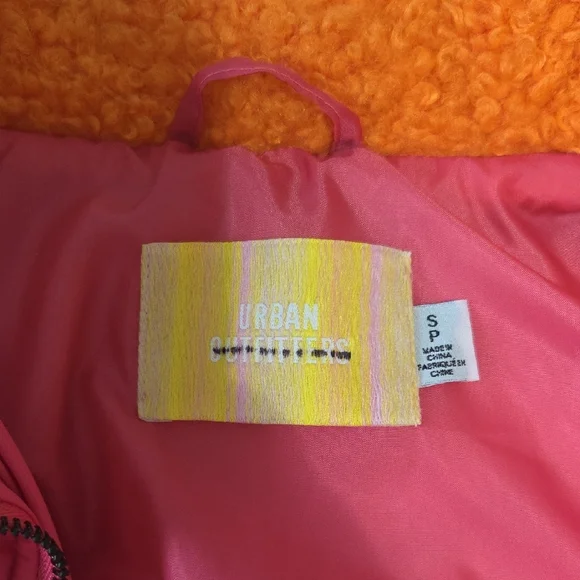 URBAN
OUTFITTERS
S
P
MADE IN
CHINA
FABRIQUÉ EN
CHINE